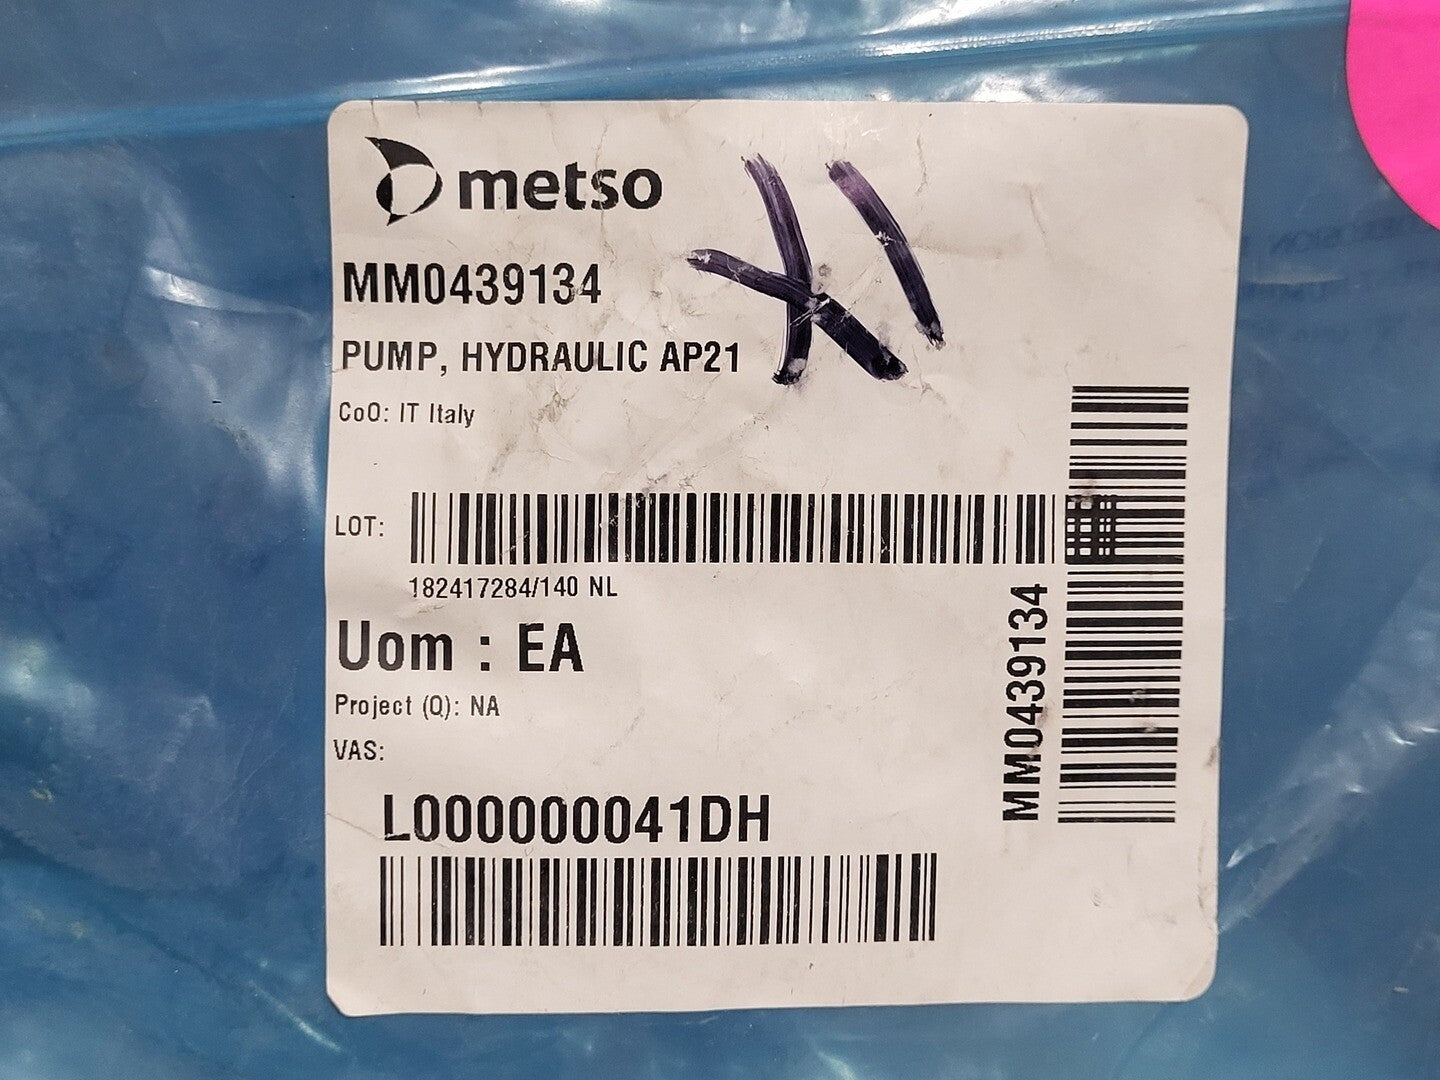 metso
MM0439134
PUMP, HYDRAULIC AP21
CoO: IT Italy
LOT:
182417284/140 NL
Uom : EA
Project (Q): NA
VAS:
L000000041DH
MM0439134